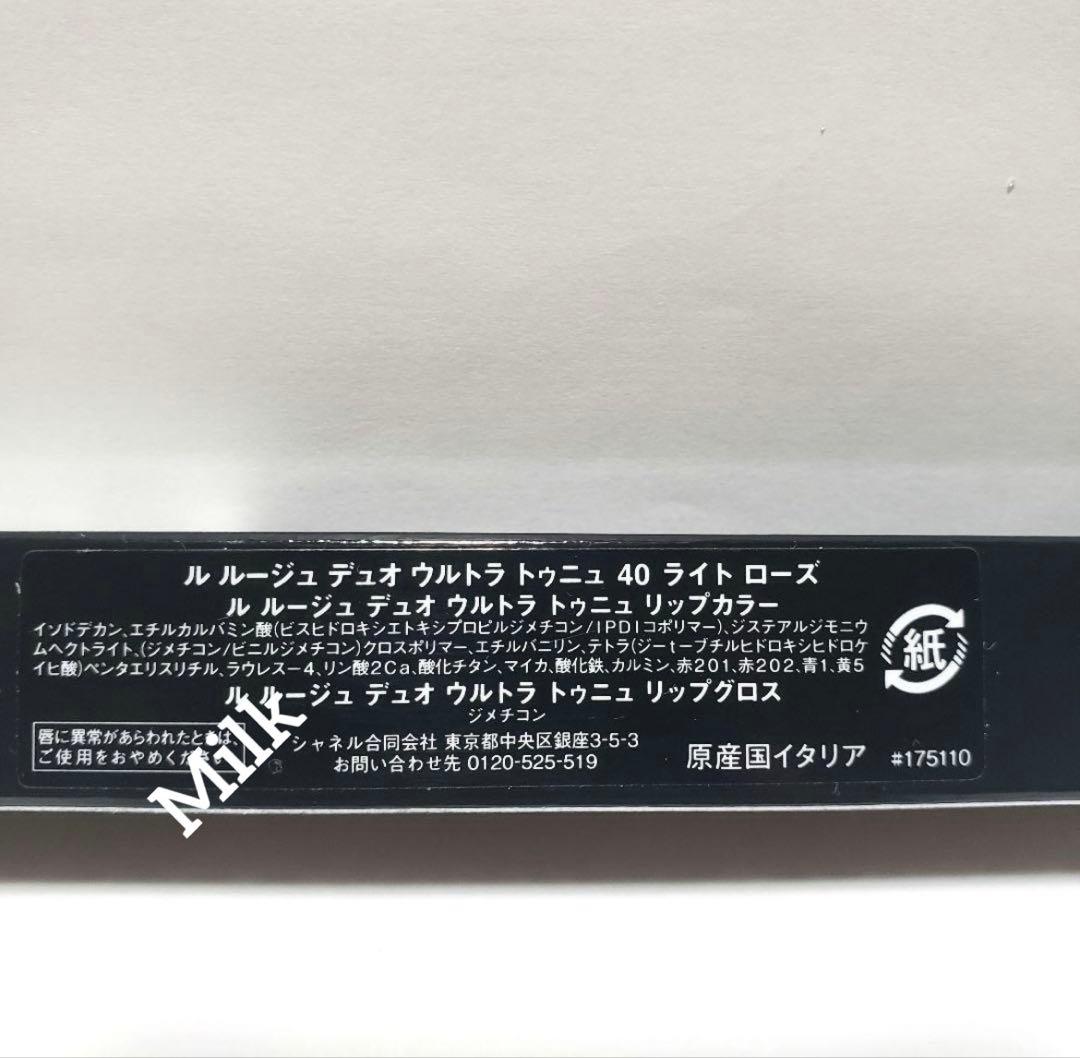 ル ルージュ デュオ ウルトラ トゥニュ 40 ライト ローズ
ル ルージュ デュオ ウルトラ トゥニュ リップカラー
イソドデカン、エチルカルバミン酸(ビスヒドロキシエトキシプロピルジメチコン/IPDIコポリマー)、ジステアルジモニウ
ムヘクトライト、(ジメチコン/ビニルジメチコン)クロスポリマー、エチルバニリン、テトラ(ジ-t-ブチルヒドロキシヒドロケ
イヒ酸)ペンタエリスリチル、ラウレス-4、リン酸2Ca、酸化チタン、マイカ、酸化鉄、カルミン、赤201、赤202、青1、黄5
紙
ル ルージュ デュオ ウルトラ トゥニュ リップグロス
ジメチコン
唇に異常があらわれたときは、
ご使用をおやめください
シャネル合同会社 東京都中央区銀座3-5-3
お問い合わせ先 0120-525-519
原産国イタリア
#175110
Milk